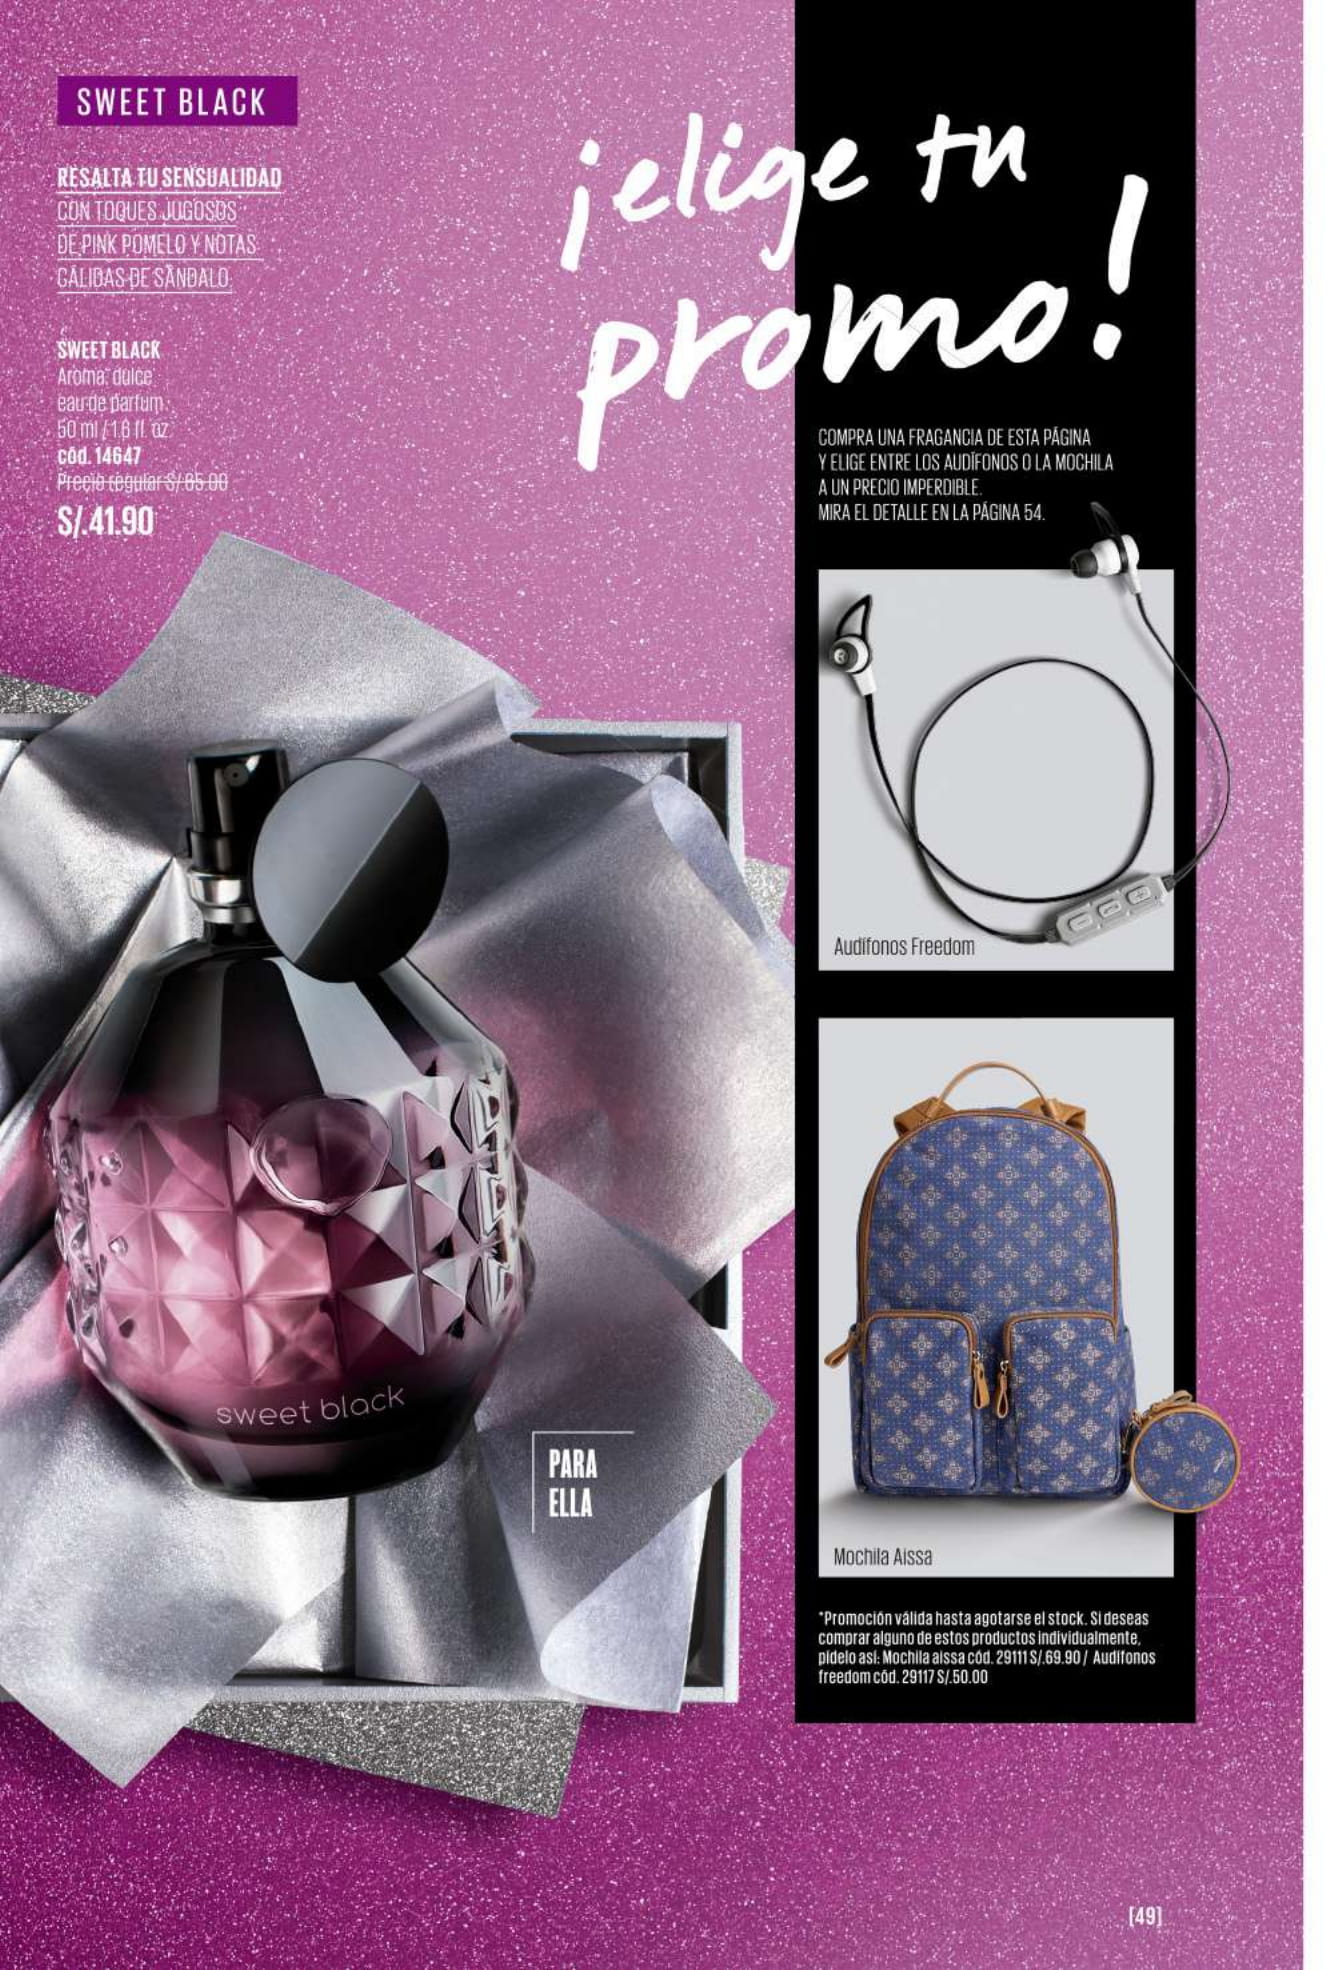 SWEET BLACK
RESALTA TU SENSUALIDAD
CON TOQUES JUGOSOS
DE PINK POMELO Y NOTAS
CÁLIDAS DE SÁNDALO.
SWEET BLACK
Aroma: dulce
eau de parfum
50 ml / 1.6 fl. oz.
cód. 14647
Precio regular S/.65.00
S/.41.90
¡elige tu
promo!
COMPRA UNA FRAGANCIA DE ESTA PÁGINA
Y ELIGE ENTRE LOS AUDÍFONOS O LA MOCHILA
A UN PRECIO IMPERDIBLE.
MIRA EL DETALLE EN LA PÁGINA 54.
Audífonos Freedom
sweet black
PARA
ELLA
Mochila Aissa
*Promoción válida hasta agotarse el stock. Si deseas
comprar alguno de estos productos individualmente,
pídelo así: Mochila aissa cód. 29111 S/.69.90 / Audífonos
freedom cód. 29117 S/.50.00
[49]